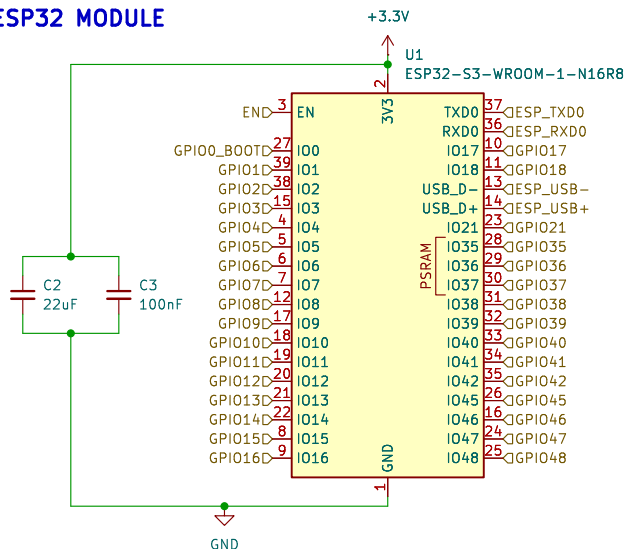 ESP32 MODULE
+3.3V
U1
ESP32-S3-WROOM-1-N16R8
2
3V3
EN 3 EN
GPIO0_BOOT 27 IO0
GPIO1 39 IO1
GPIO2 38 IO2
GPIO3 15 IO3
GPIO4 4 IO4
GPIO5 5 IO5
GPIO6 6 IO6
GPIO7 7 IO7
GPIO8 12 IO8
GPIO9 17 IO9
GPIO10 18 IO10
GPIO11 19 IO11
GPIO12 20 IO12
GPIO13 21 IO13
GPIO14 22 IO14
GPIO15 8 IO15
GPIO16 9 IO16
TXD0 37 ESP_TXD0
RXD0 36 ESP_RXD0
IO17 10 GPIO17
IO18 11 GPIO18
USB_D- 13 ESP_USB-
USB_D+ 14 ESP_USB+
IO21 23 GPIO21
IO35 28 GPIO35
IO36 29 GPIO36
IO37 30 GPIO37
IO38 31 GPIO38
IO39 32 GPIO39
IO40 33 GPIO40
IO41 34 GPIO41
IO42 35 GPIO42
IO45 26 GPIO45
IO46 16 GPIO46
IO47 24 GPIO47
IO48 25 GPIO48
PSRAM
C2
22uF
C3
100nF
GND
1
GND